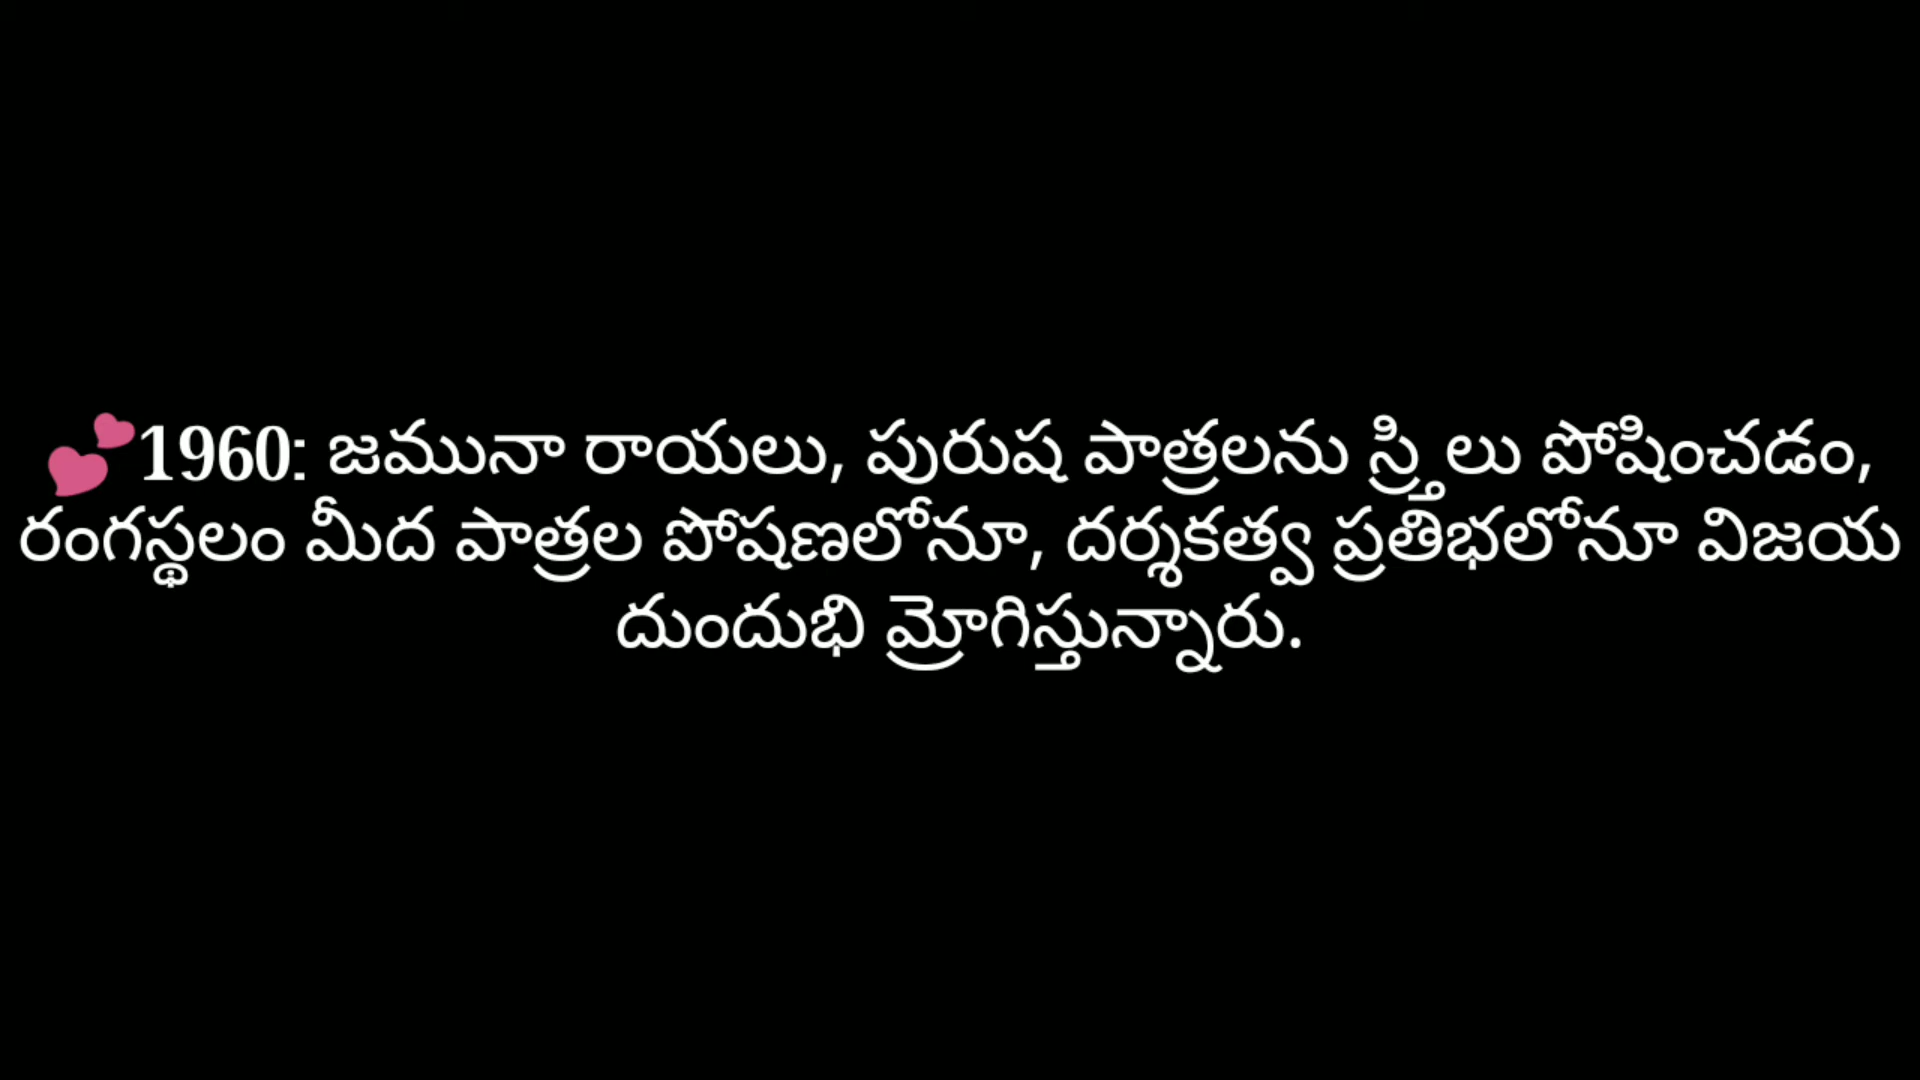 💕1960: జమునా రాయలు, పురుష పాత్రలను స్త్రిలు పోషించడం,
రంగస్థలం మీద పాత్రల పోషణలోనూ, దర్శకత్వ ప్రతిభలోనూ విజయ
దుందుభి మ్రోగిస్తున్నారు.